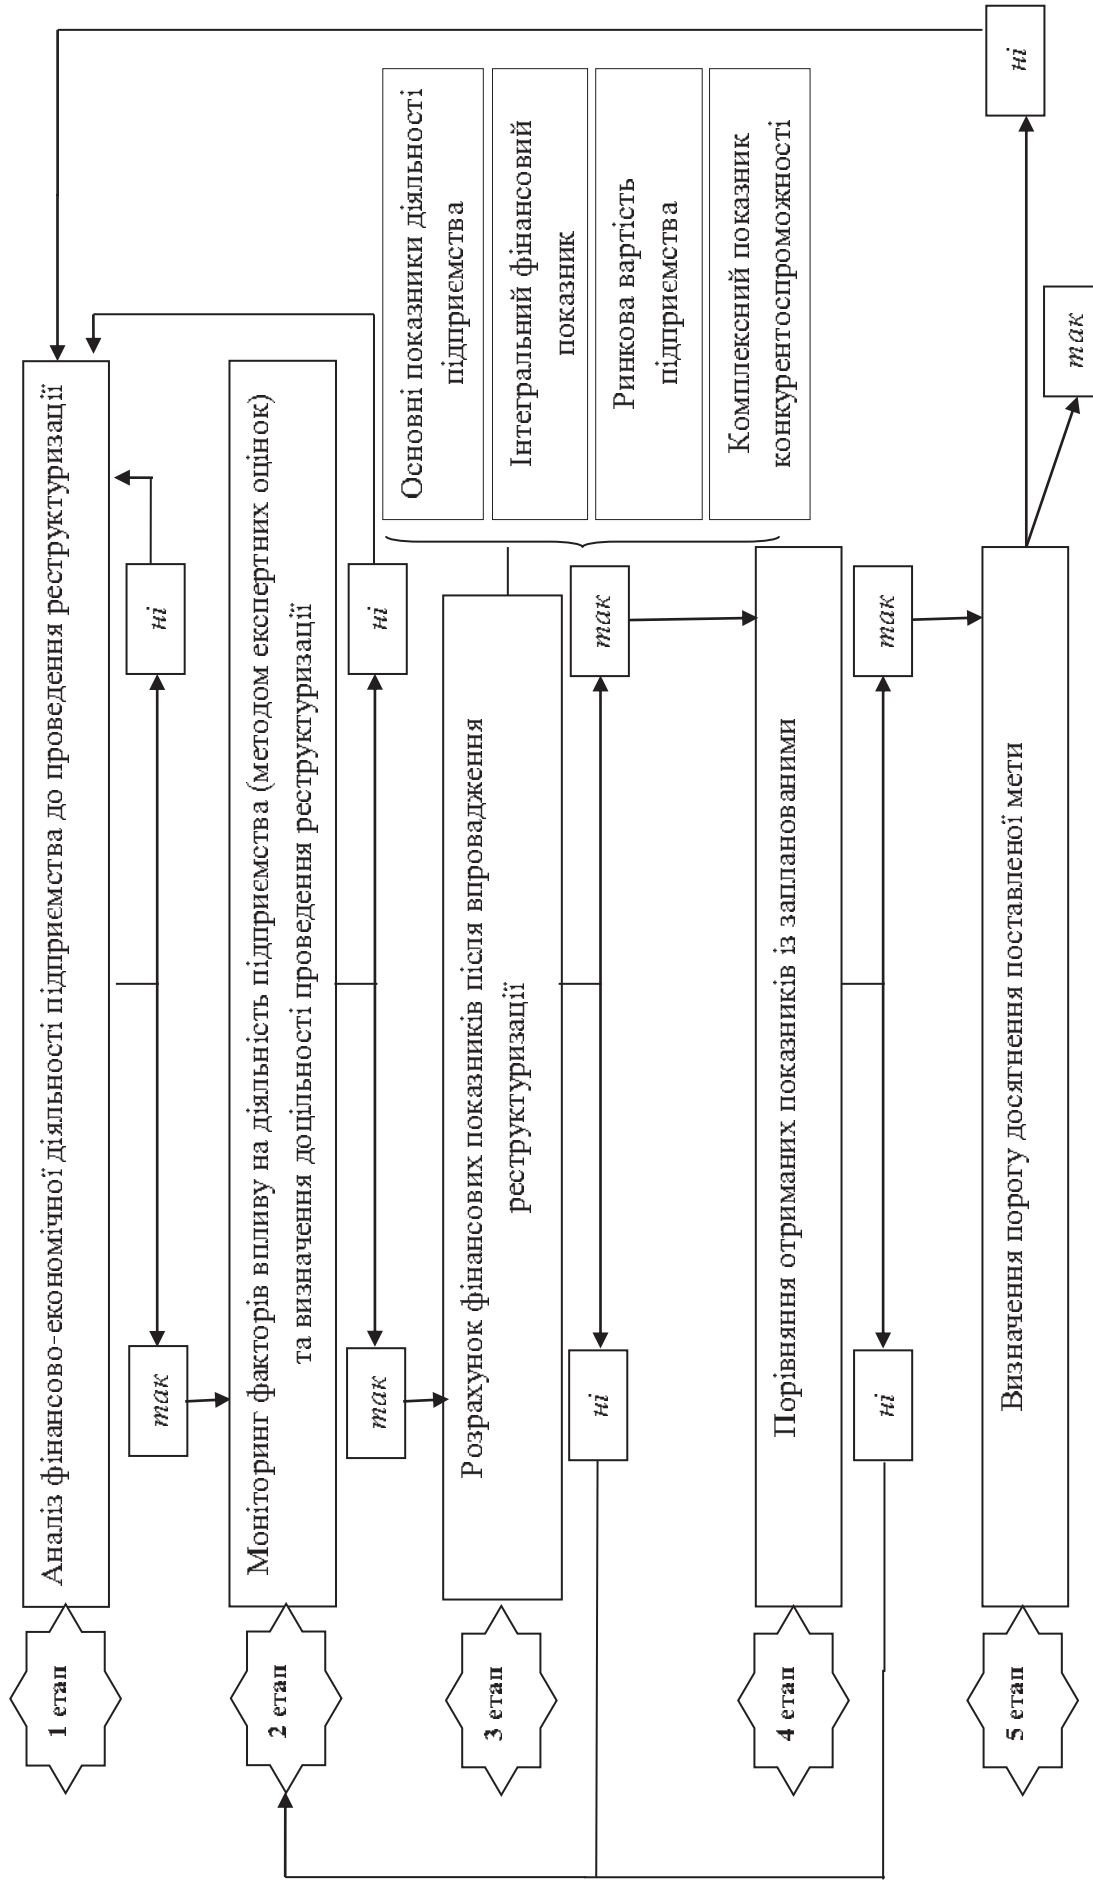 1 етап
Аналіз фінансово-економічної діяльності підприємства до проведення реструктуризації
так
ні
2 етап
Моніторинг факторів впливу на діяльність підприємства (методом експертних оцінок)
та визначення доцільності проведення реструктуризації
так
ні
3 етап
Розрахунок фінансових показників після впровадження
реструктуризації
Основні показники діяльності
підприємства
Інтегральний фінансовий
показник
Ринкова вартість
підприємства
Комплексний показник
конкурентоспроможності
ні
так
4 етап
Порівняння отриманих показників із запланованими
ні
так
5 етап
Визначення порогу досягнення поставленої мети
ні
так